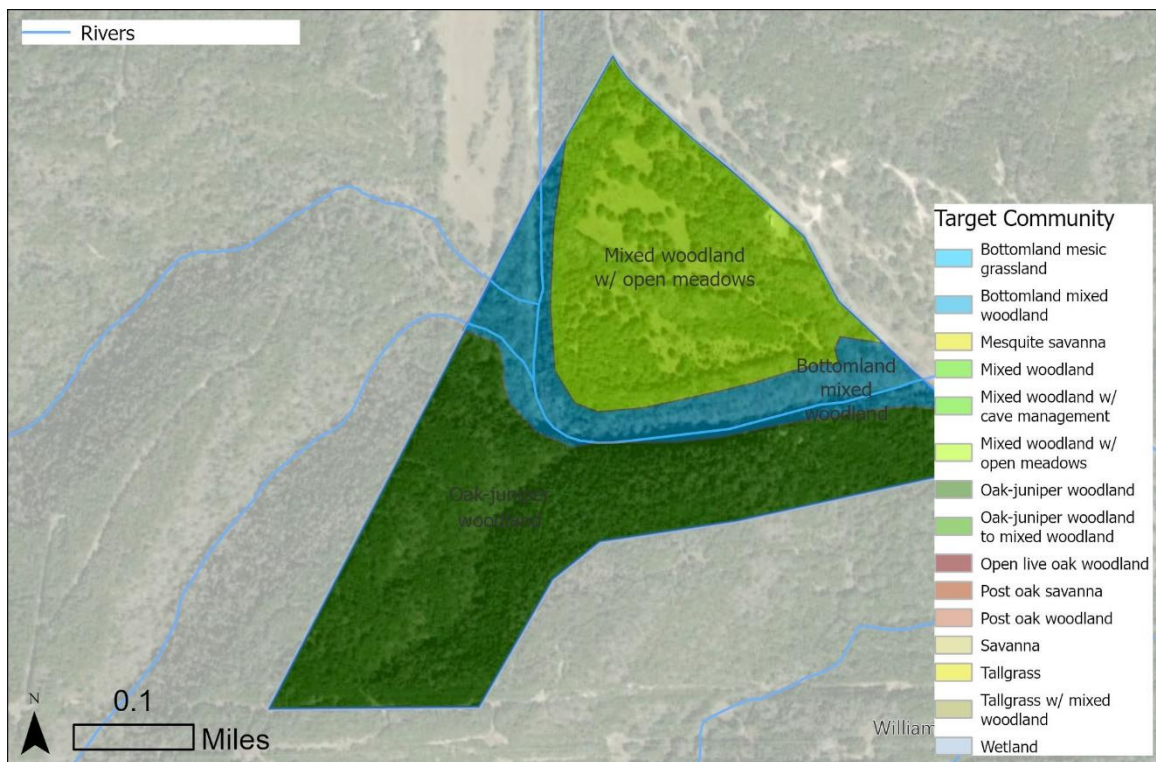 Rivers
Mixed woodland
w/ open meadows
Bottomland
mixed
woodland
Oak-juniper
woodland
Target Community
Bottomland mesic
grassland
Bottomland mixed
woodland
Mesquite savanna
Mixed woodland
Mixed woodland w/
cave management
Mixed woodland w/
open meadows
Oak-juniper woodland
Oak-juniper woodland
to mixed woodland
Open live oak woodland
Post oak savanna
Post oak woodland
Savanna
Tallgrass
Tallgrass w/ mixed
woodland
Wetland
N
0.1
Miles
William